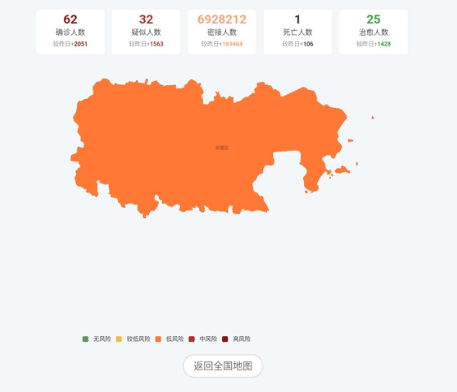 62
确诊人数
较昨日+2051
32
疑似人数
较昨日+1563
6928212
密接人数
较昨日+169464
1
死亡人数
较昨日+106
25
治愈人数
较昨日+1428
无风险
较低风险
低风险
中风险
高风险
返回全国地图